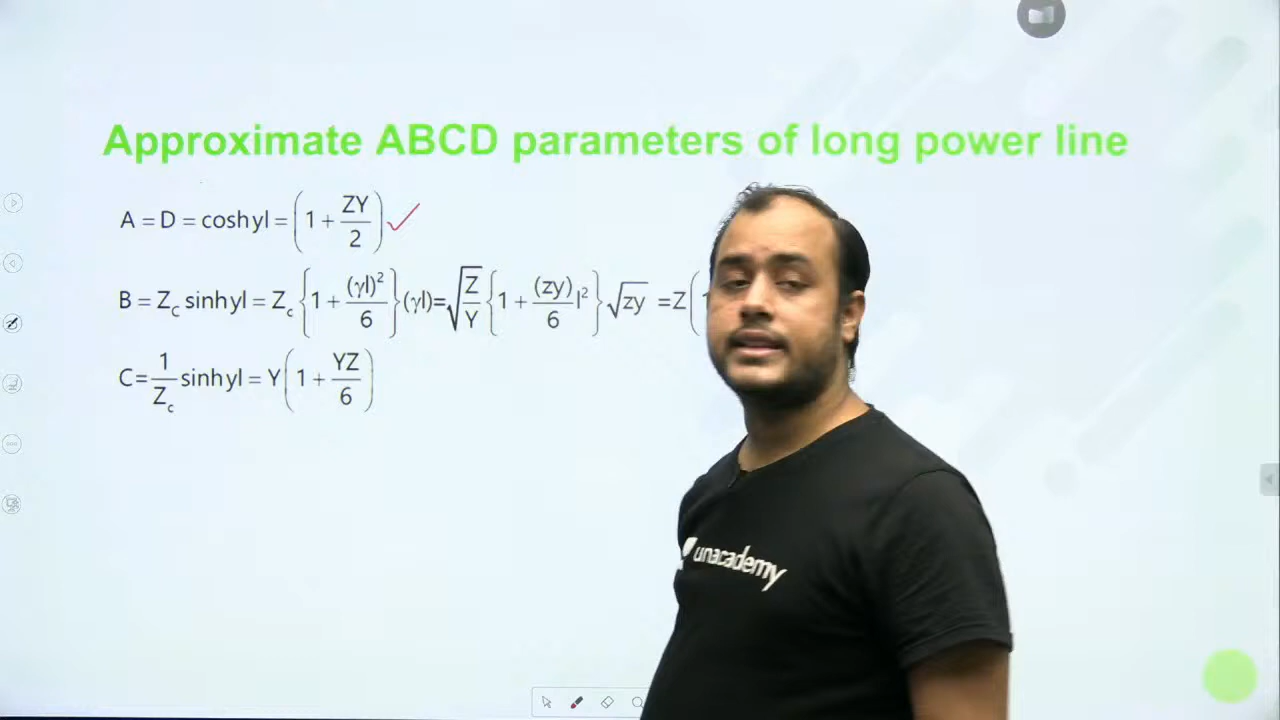 Approximate ABCD parameters of long power line
A = D = coshγl = (1 + ZY/2)
B = Z_c sinhγl = Z_c {1 + (γl)²/6} (γl)=√(Z/Y) {1 + (zy)/6 l²} √zy =Z(
C= 1/Z_c sinhγl = Y(1 + YZ/6)
unacademy